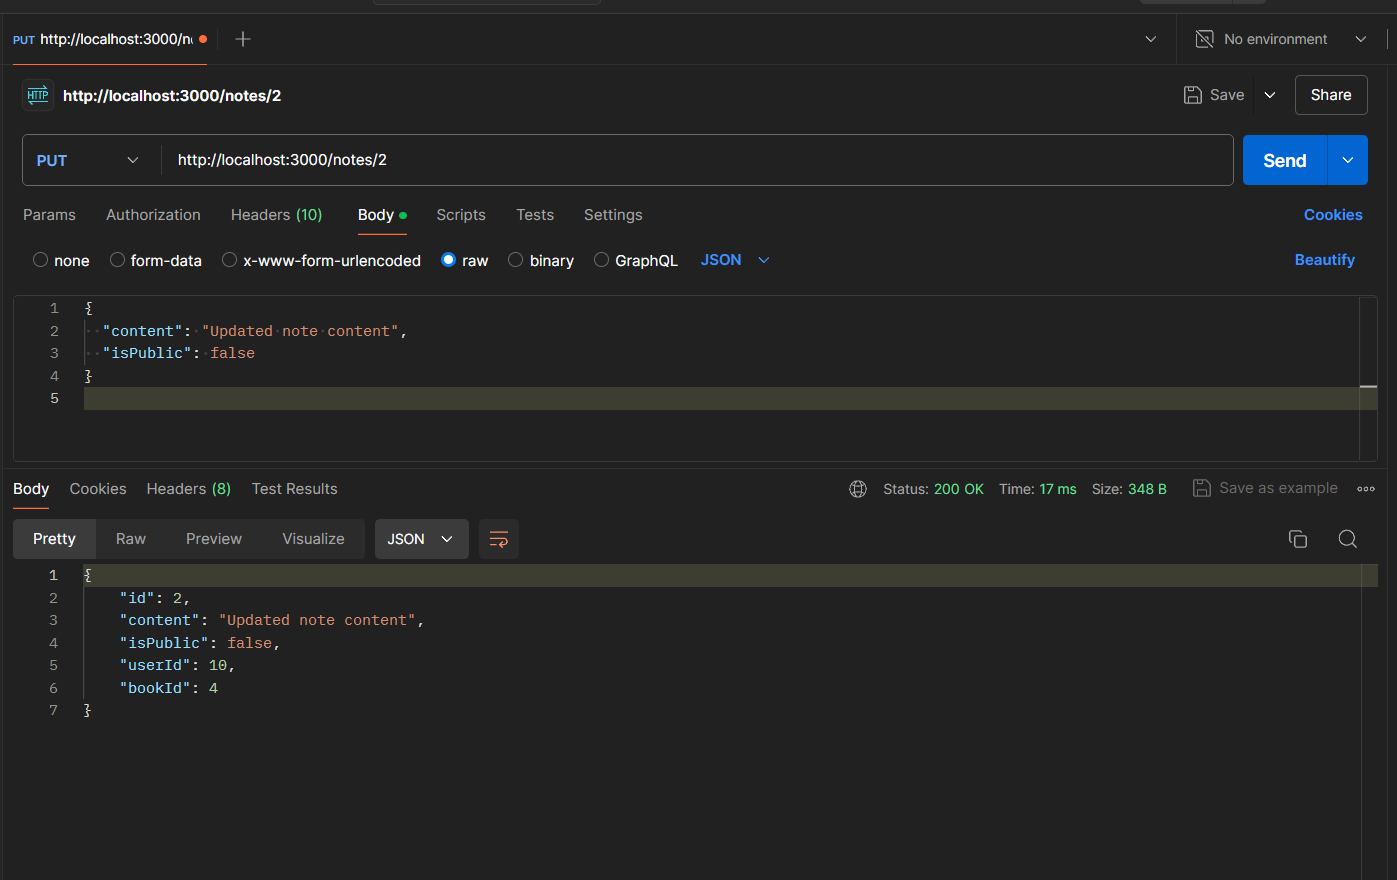 PUT http://localhost:3000/n No environment
HTTP http://localhost:3000/notes/2 Save Share
PUT http://localhost:3000/notes/2 Send
Params Authorization Headers (10) Body Scripts Tests Settings Cookies
none form-data x-www-form-urlencoded raw binary GraphQL JSON Beautify
1 {
2 "content": "Updated note content",
3 "isPublic": false
4 }
5
Body Cookies Headers (8) Test Results Status: 200 OK Time: 17 ms Size: 348 B Save as example
Pretty Raw Preview Visualize JSON
1 {
2 "id": 2,
3 "content": "Updated note content",
4 "isPublic": false,
5 "userId": 10,
6 "bookId": 4
7 }